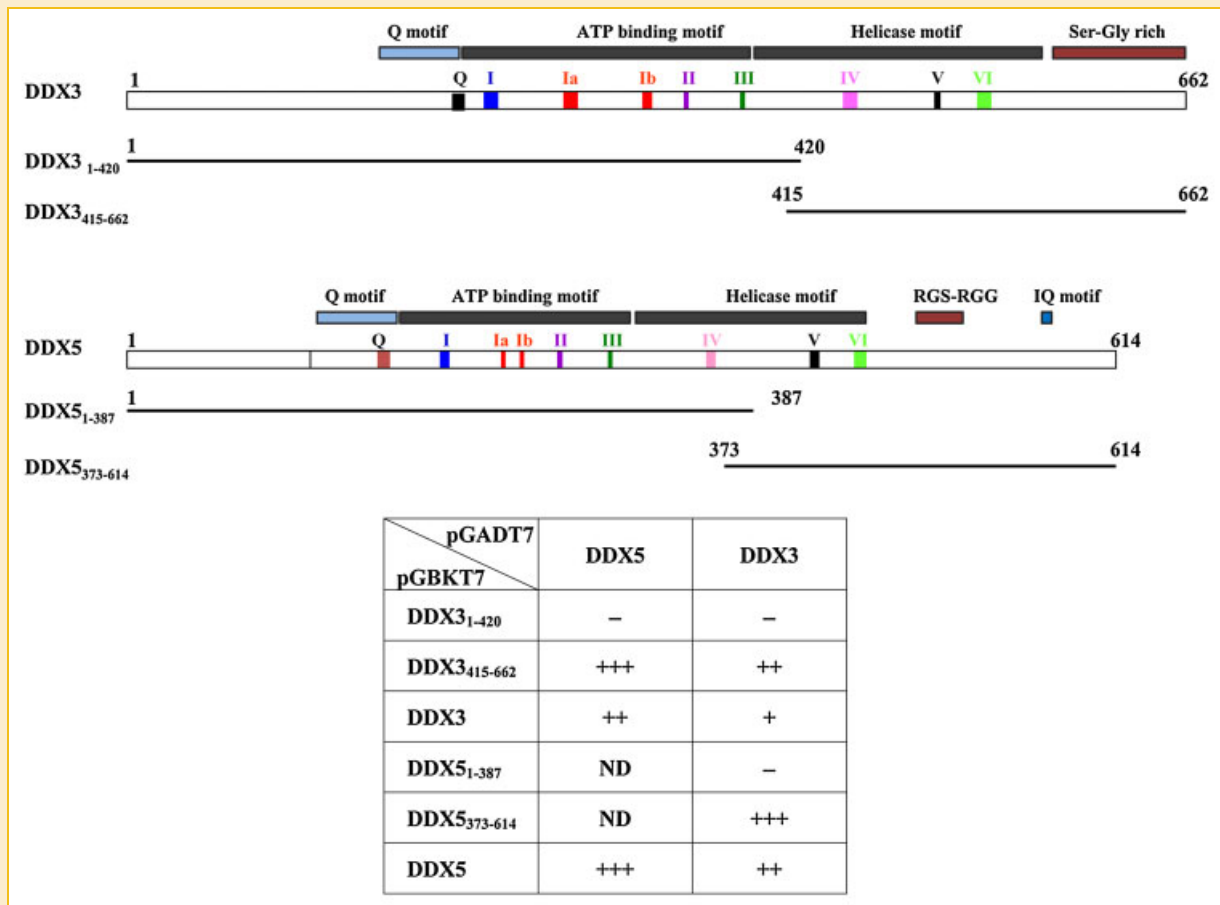 Q motif ATP binding motif Helicase motif Ser-Gly rich
1 Q I Ia Ib II III IV V VI 662
DDX3
1 420
DDX3 1-420
415 662
DDX3415-662
Q motif ATP binding motif Helicase motif RGS-RGG IQ motif
1 Q I Ia Ib II III IV V VI 614
DDX5
1 387
DDX51-387
373 614
DDX5373-614
pGADT7 DDX5 DDX3
pGBKT7
DDX31-420 – –
DDX3415-662 +++ ++
DDX3 ++ +
DDX51-387 ND –
DDX5373-614 ND +++
DDX5 +++ ++